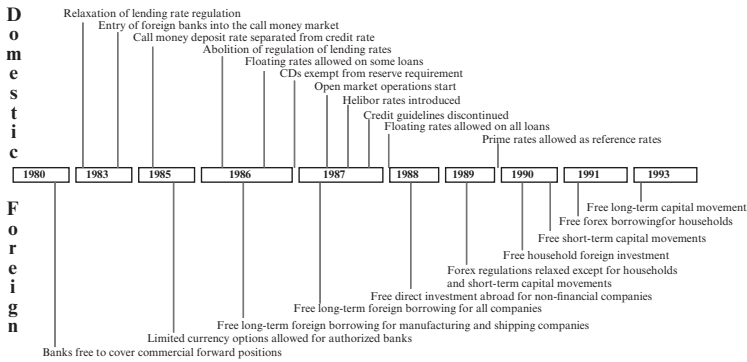 Domestic
Relaxation of lending rate regulation
Entry of foreign banks into the call money market
Call money deposit rate separated from credit rate
Abolition of regulation of lending rates
Floating rates allowed on some loans
CDs exempt from reserve requirement
Open market operations start
Helibor rates introduced
Credit guidelines discontinued
Floating rates allowed on all loans
Prime rates allowed as reference rates
1980 1983 1985 1986 1987 1988 1989 1990 1991 1993
Foreign
Free long-term capital movement
Free forex borrowingfor households
Free short-term capital movements
Free household foreign investment
Forex regulations relaxed except for households
and short-term capital movements
Free direct investment abroad for non-financial companies
Free long-term foreign borrowing for all companies
Free long-term foreign borrowing for manufacturing and shipping companies
Limited currency options allowed for authorized banks
Banks free to cover commercial forward positions